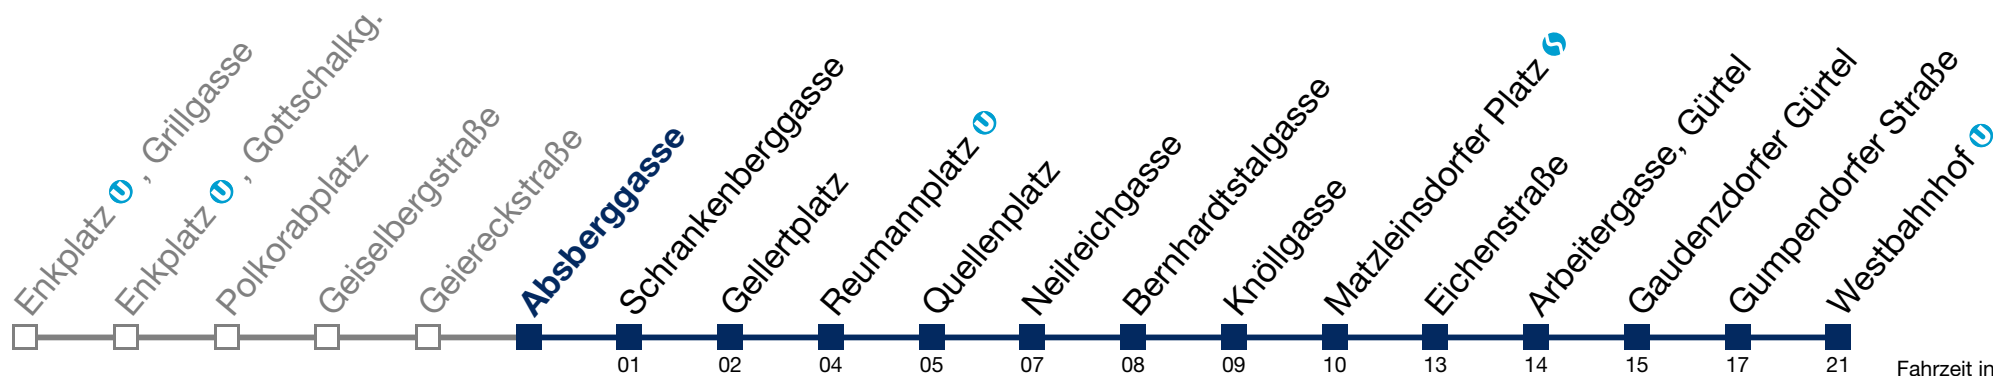 Enkplatz U , Grillgasse
Enkplatz U , Gottschalkg.
Polkorabplatz
Geiselbergstraße
Geiereckstraße
Absberggasse
Schrankenberggasse
Gellertplatz
Reumannplatz U
Quellenplatz
Neilreichgasse
Bernhardtstalgasse
Knöllgasse
Matzleinsdorfer Platz S
Eichenstraße
Arbeitergasse, Gürtel
Gaudenzdorfer Gürtel
Gumpendorfer Straße
Westbahnhof U
01 02 04 05 07 08 09 10 13 14 15 17 21 Fahrzeit in